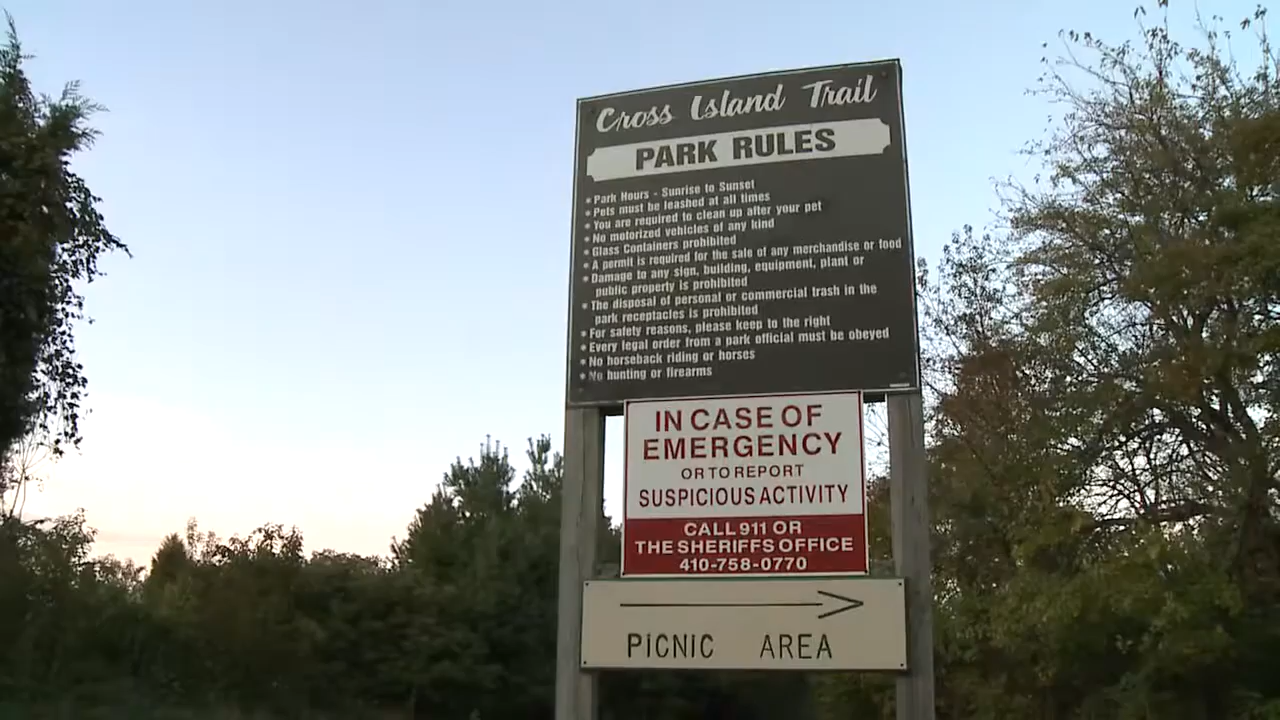 Cross Island Trail
PARK RULES
• Park Hours - Sunrise to Sunset
• Pets must be leashed at all times
• You are required to clean up after your pet
• No motorized vehicles of any kind
• Glass Containers prohibited
• A permit is required for the sale of any merchandise or food
• Damage to any sign, building, equipment, plant or
public property is prohibited
• The disposal of personal or commercial trash in the
park receptacles is prohibited
• For safety reasons, please keep to the right
• Every legal order from a park official must be obeyed
• No horseback riding or horses
• No hunting or firearms
IN CASE OF
EMERGENCY
OR TO REPORT
SUSPICIOUS ACTIVITY
CALL 911 OR
THE SHERIFFS OFFICE
410-758-0770
PICNIC AREA